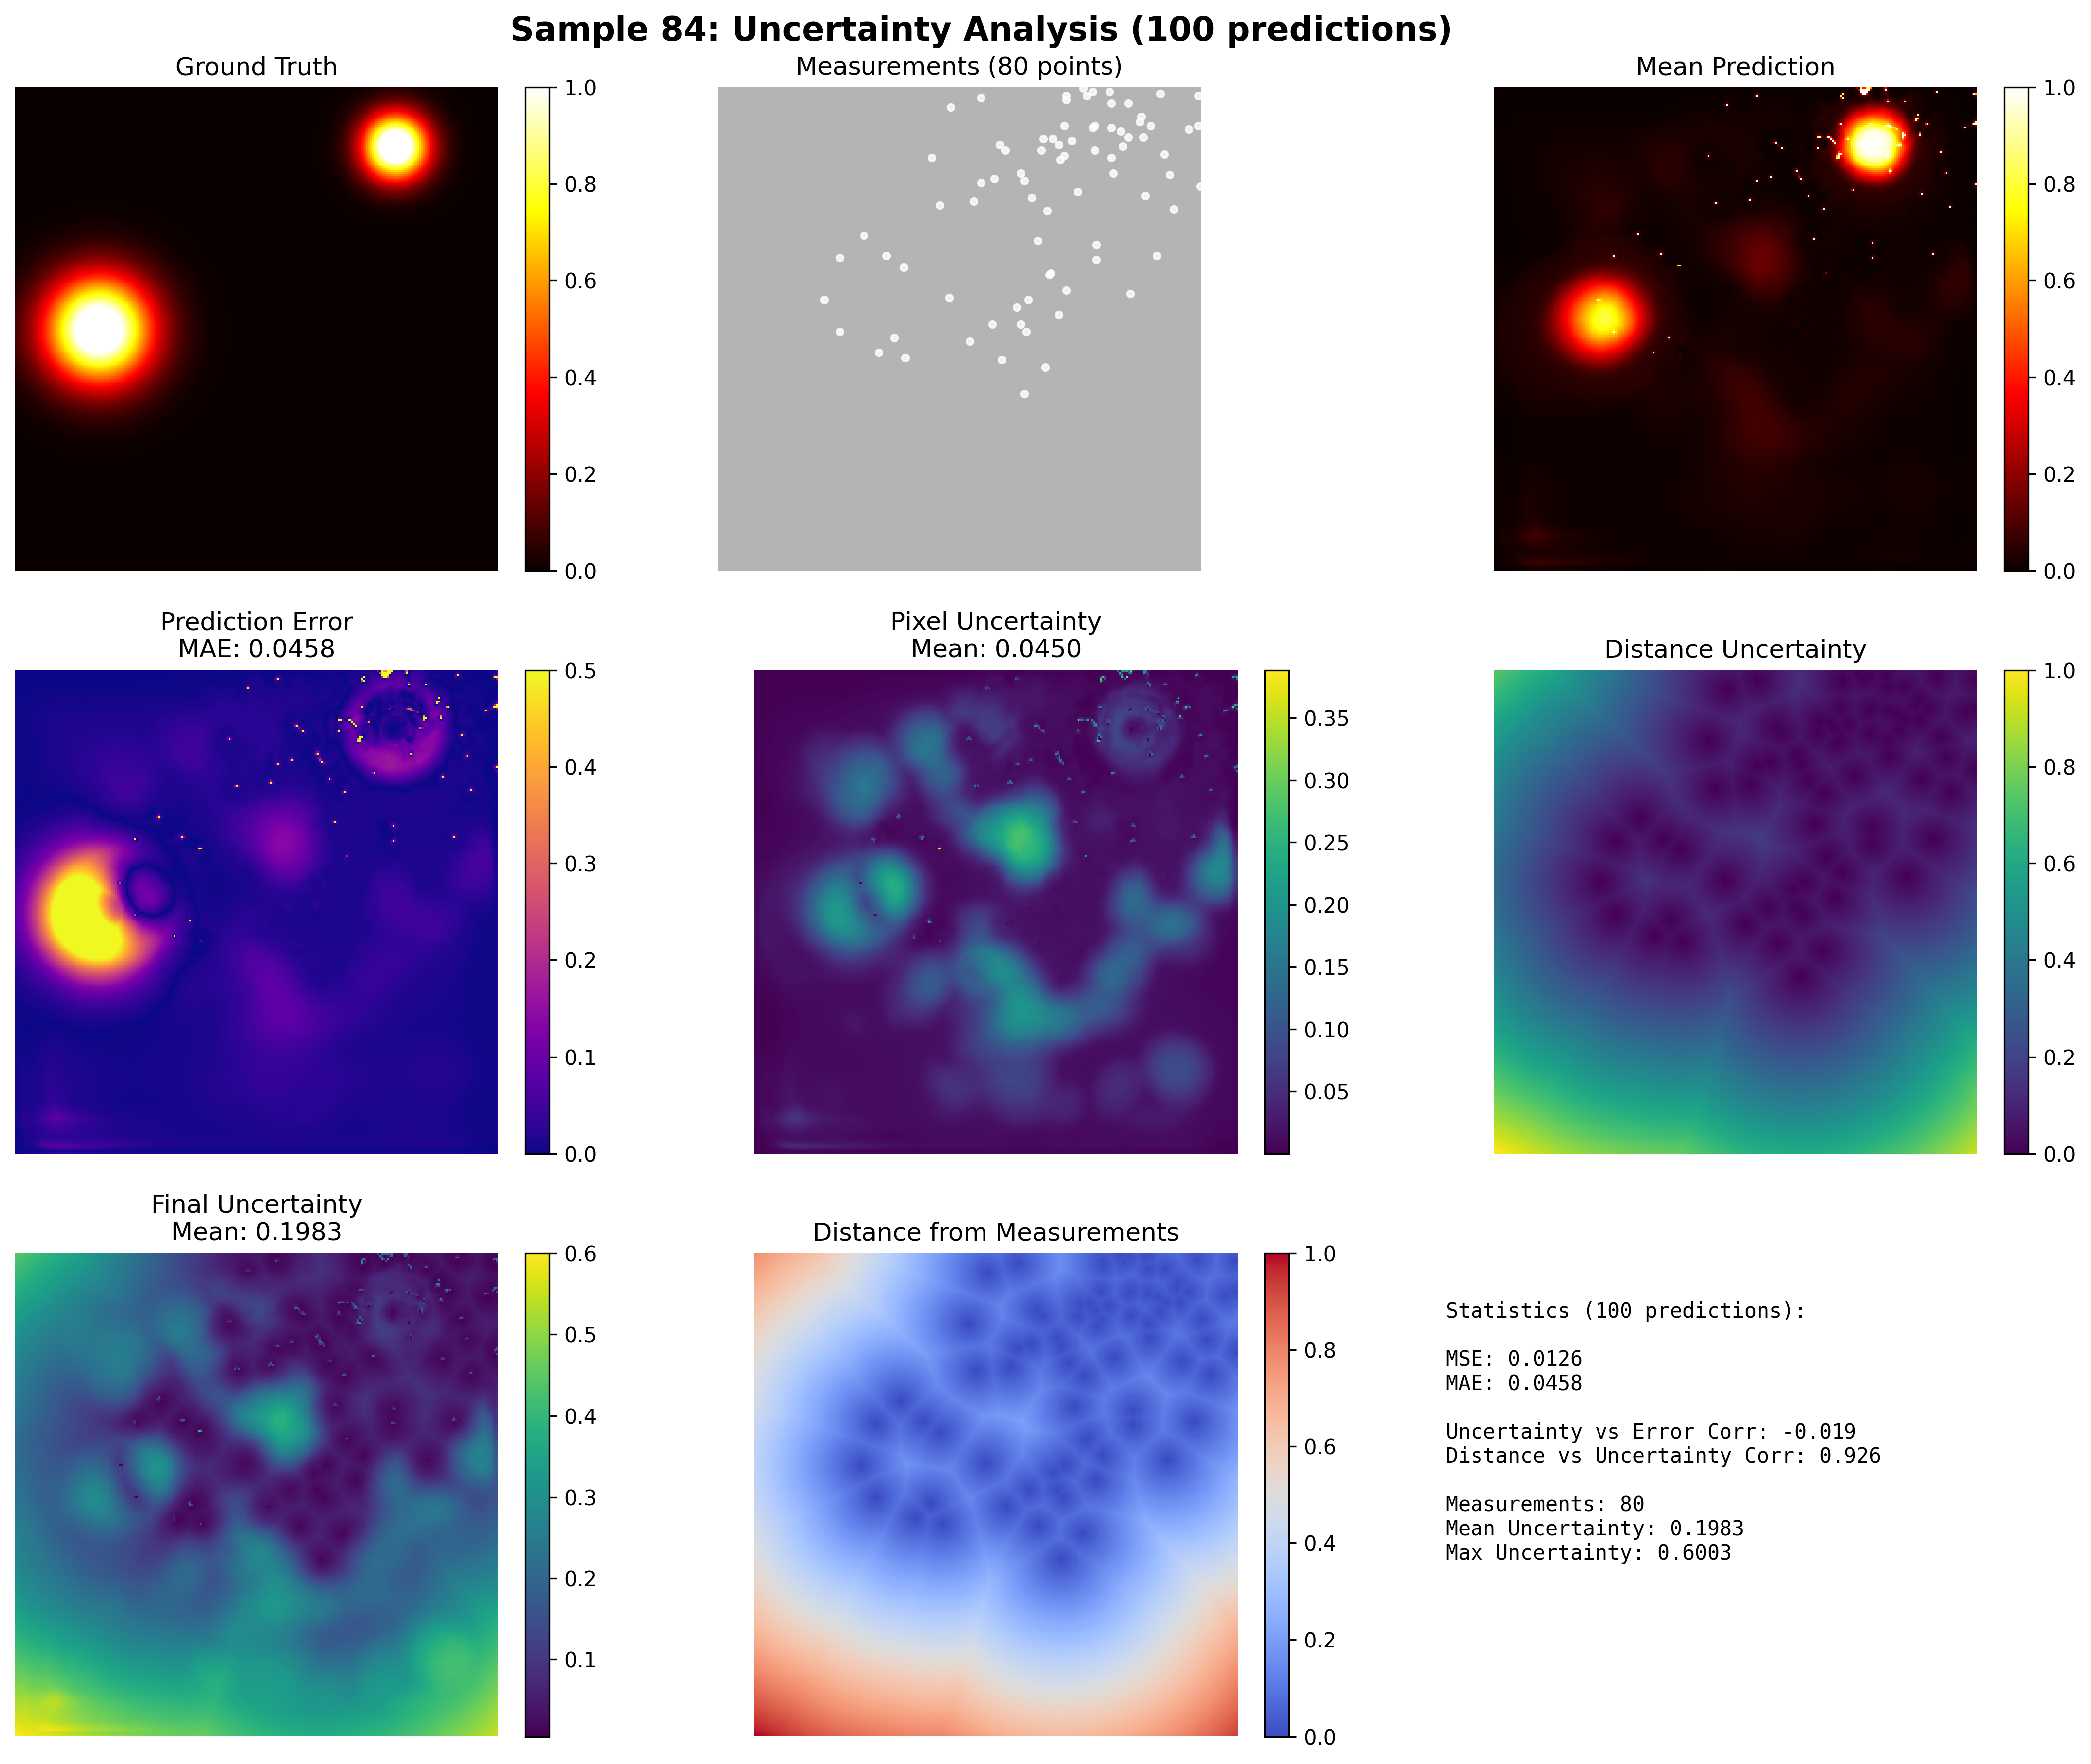 Sample 84: Uncertainty Analysis (100 predictions)
Ground Truth
1.0
0.8
0.6
0.4
0.2
0.0
Measurements (80 points)
Mean Prediction
1.0
0.8
0.6
0.4
0.2
0.0
Prediction Error
MAE: 0.0458
0.5
0.4
0.3
0.2
0.1
0.0
Pixel Uncertainty
Mean: 0.0450
0.35
0.30
0.25
0.20
0.15
0.10
0.05
Distance Uncertainty
1.0
0.8
0.6
0.4
0.2
0.0
Final Uncertainty
Mean: 0.1983
0.6
0.5
0.4
0.3
0.2
0.1
Distance from Measurements
1.0
0.8
0.6
0.4
0.2
0.0
Statistics (100 predictions):
MSE: 0.0126
MAE: 0.0458
Uncertainty vs Error Corr: -0.019
Distance vs Uncertainty Corr: 0.926
Measurements: 80
Mean Uncertainty: 0.1983
Max Uncertainty: 0.6003